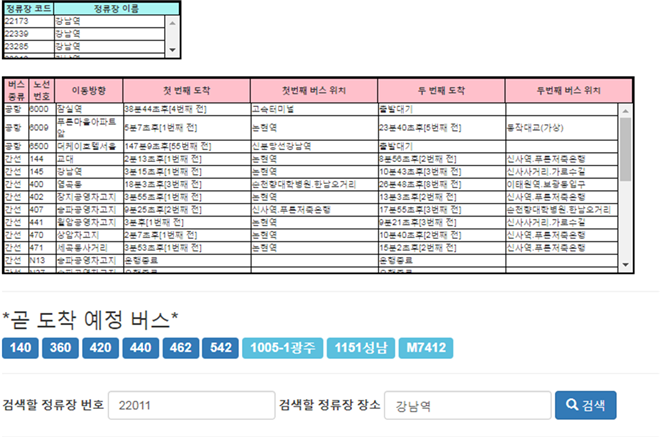 정류장 코드 정류장 이름
22173 강남역
22339 강남역
23285 강남역
버스종류 노선번호 이동방향 첫 번째 도착 첫번째 버스 위치 두 번째 도착 두번째 버스 위치
공항 6000 잠실역 38분44초후[4번째 전] 고속터미널 출발대기
공항 6009 푸른마을아파트앞 5분7초후[1번째 전] 논현역 23분40초후[5번째 전] 동작대교(가상)
공항 6500 더케이호텔서울 147분9초후[55번째 전] 신분당선강남역 출발대기
간선 144 고대 2분13초후[1번째 전] 논현역 8분56초후[2번째 전] 신사역.푸른저축은행
간선 145 강남역 3분15초후[1번째 전] 논현역 10분43초후[3번째 전] 신사사거리.가로수길
간선 400 염곡동 18분3초후[3번째 전] 순천향대학병원.한남오거리 26분48초후[8번째 전] 이태원역.보광동입구
간선 402 장지공영차고지 3분55초후[1번째 전] 논현역 13분3초후[2번째 전] 신사역.푸른저축은행
간선 407 송파공영차고지 9분25초후[2번째 전] 신사역.푸른저축은행 17분55초후[3번째 전] 순천향대학병원.한남오거리
간선 441 월암공영차고지 3분후[1번째 전] 논현역 9분21초후[3번째 전] 신사사거리.가로수길
간선 470 상암차고지 2분7초후[1번째 전] 논현역 10분40초후[2번째 전] 신사역.푸른저축은행
간선 471 세곡동사거리 3분53초후[1번째 전] 논현역 15분2초후[2번째 전] 신사역.푸른저축은행
간선 N13 송파공영차고지 운행종료 운행종료
*곧 도착 예정 버스*
140 360 420 440 462 542 1005-1광주 1151성남 M7412
검색할 정류장 번호 22011 검색할 정류장 장소 강남역 검색